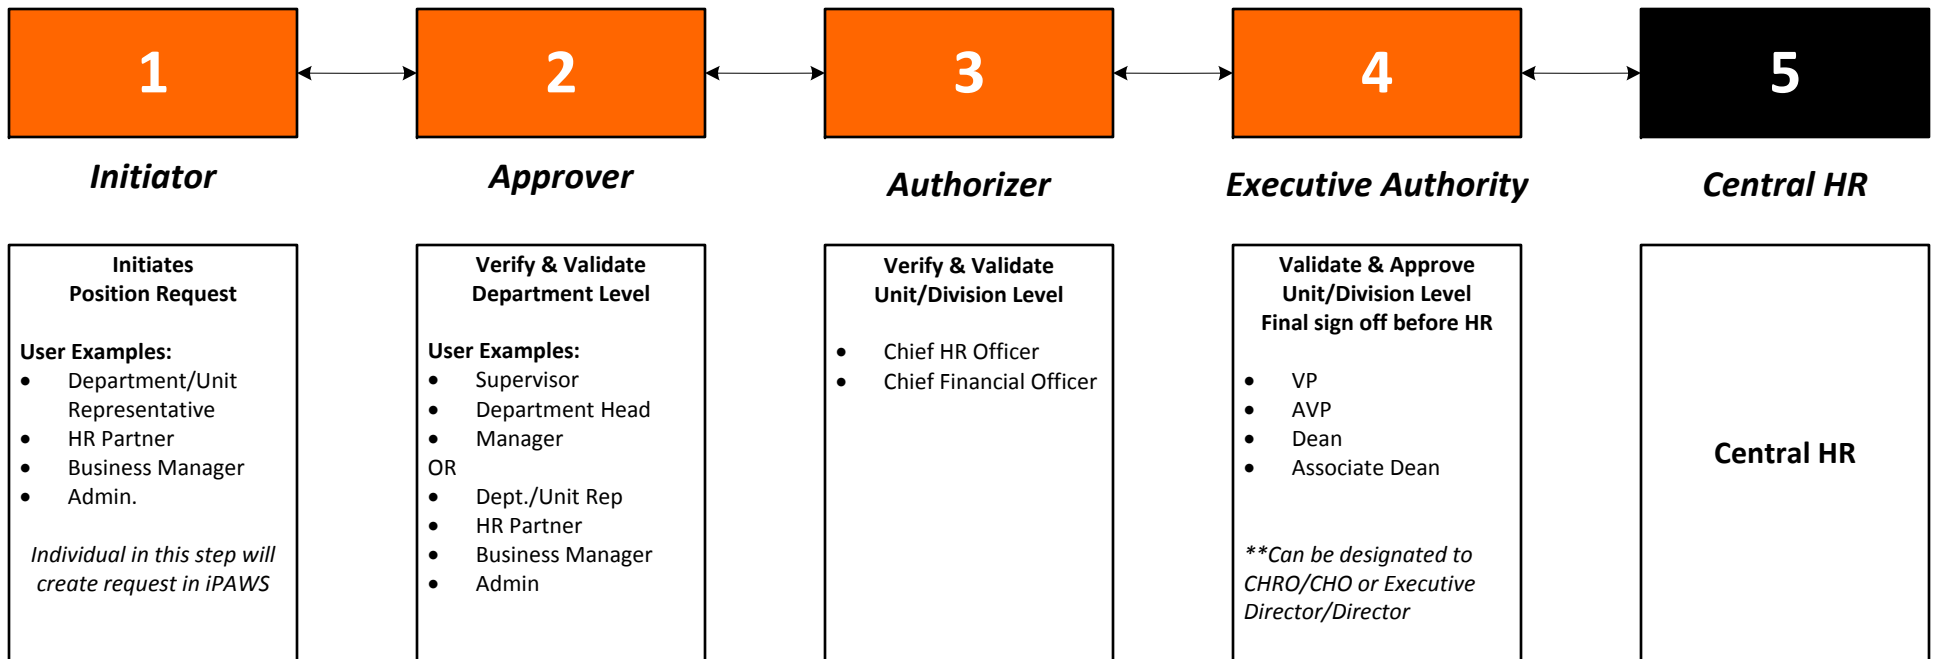 1
2
3
4
5
Initiator
Approver
Authorizer
Executive Authority
Central HR
Initiates
Position Request
User Examples:
• Department/Unit
Representative
• HR Partner
• Business Manager
• Admin.
Individual in this step will
create request in iPAWS
Verify & Validate
Department Level
User Examples:
• Supervisor
• Department Head
• Manager
OR
• Dept./Unit Rep
• HR Partner
• Business Manager
• Admin
Verify & Validate
Unit/Division Level
• Chief HR Officer
• Chief Financial Officer
Validate & Approve
Unit/Division Level
Final sign off before HR
• VP
• AVP
• Dean
• Associate Dean
**Can be designated to
CHRO/CHO or Executive
Director/Director
Central HR